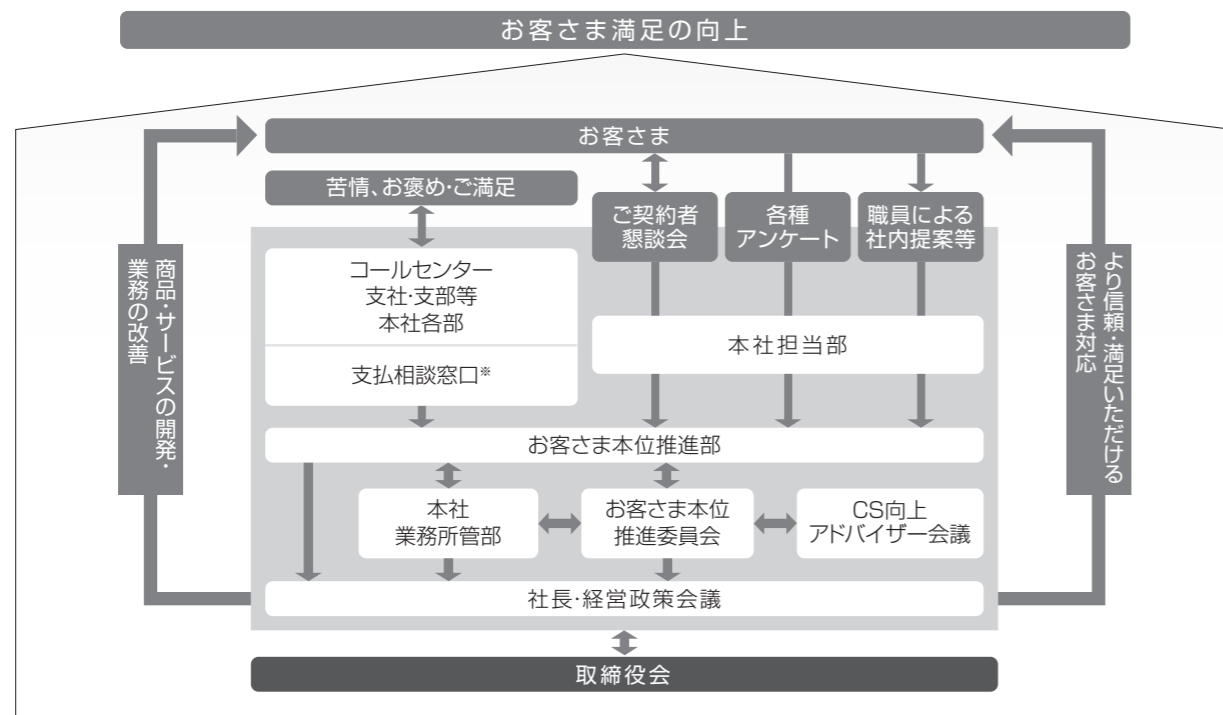 お客さま満足の向上
お客さま
苦情、お褒め・ご満足
ご契約者
懇談会
各種
アンケート
職員による
社内提案等
コールセンター
支社・支部等
本社各部
支払相談窓口※
本社担当部
商品・サービスの開発・
業務の改善
より信頼・満足いただける
お客さま対応
お客さま本位推進部
本社
業務所管部
お客さま本位
推進委員会
CS向上
アドバイザー会議
社長・経営政策会議
取締役会